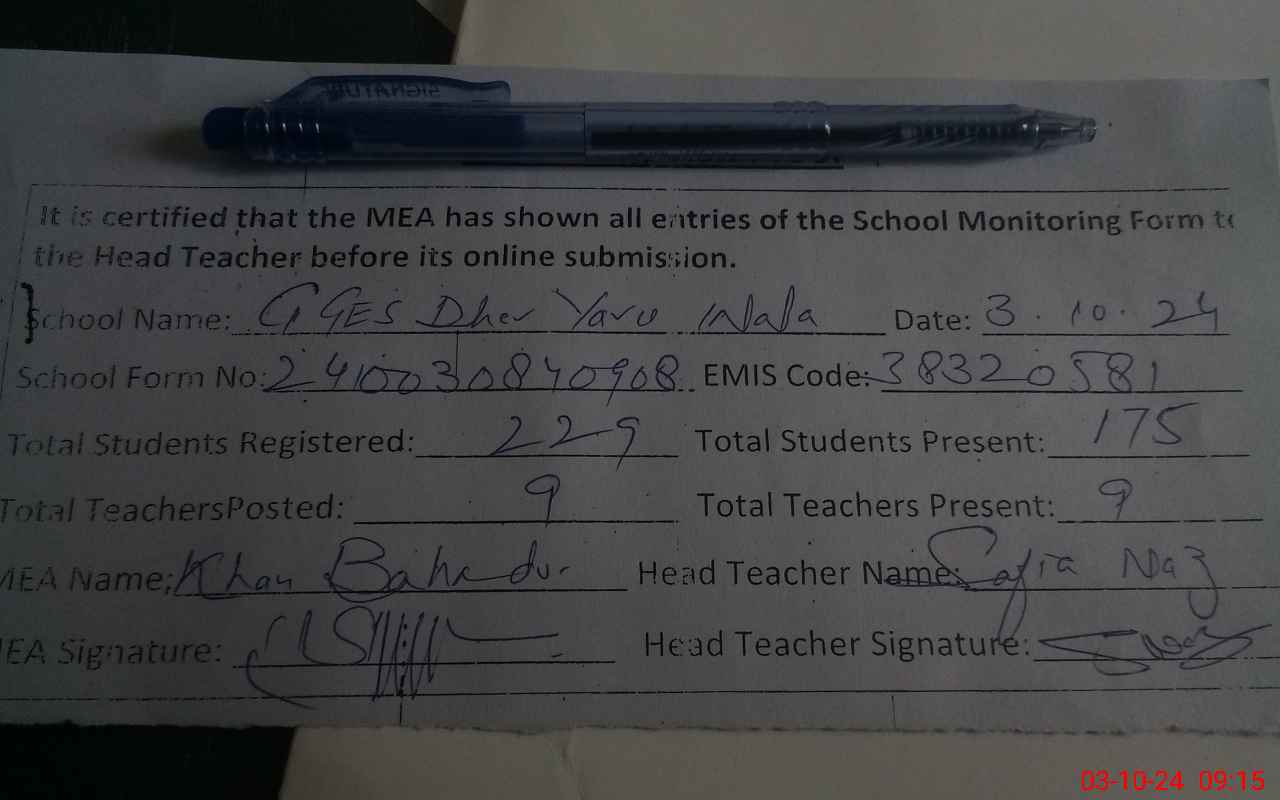 SIGNATURE
It is certified that the MEA has shown all entries of the School Monitoring Form to
the Head Teacher before its online submission.
School Name: GGES Dher Yaru Wala Date: 3.10.24
School Form No: 2410030840908 EMIS Code: 38320581
Total Students Registered: 229 Total Students Present: 175
Total TeachersPosted: 9 Total Teachers Present: 9
MEA Name: Khan Bahadur Head Teacher Name: Safia Naz
MEA Signature: Head Teacher Signature:
03-10-24 09:15